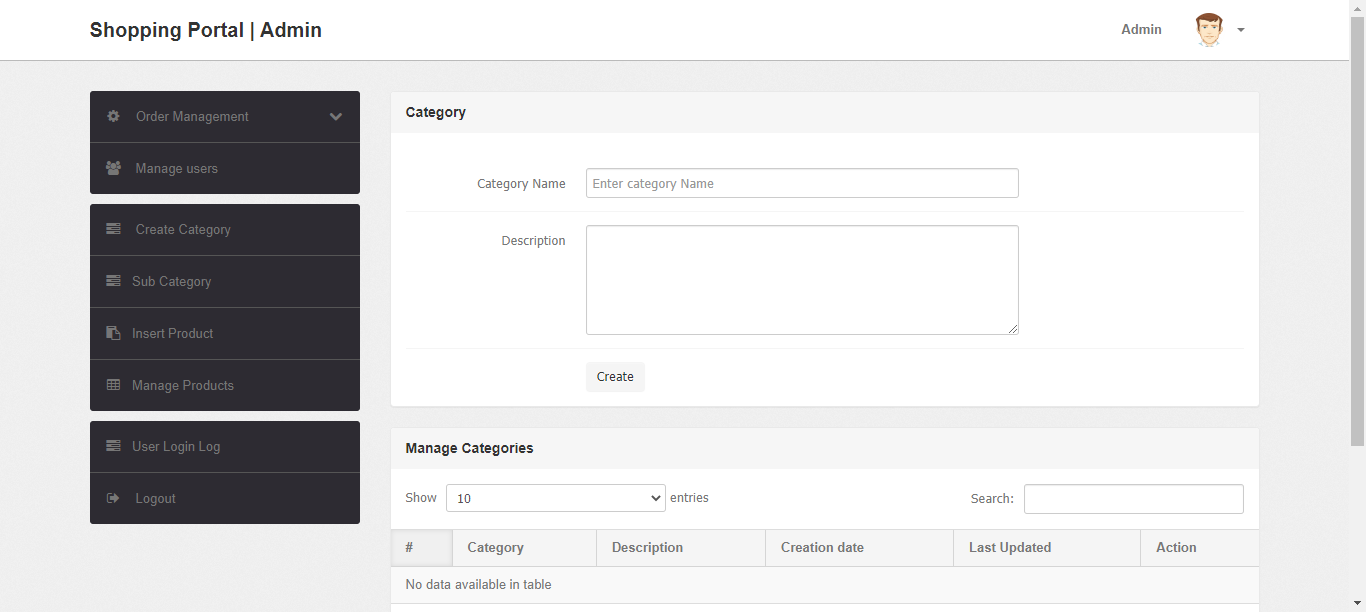 Shopping Portal | Admin
Admin
Order Management
Manage users
Create Category
Sub Category
Insert Product
Manage Products
User Login Log
Logout
Category
Category Name
Enter category Name
Description
Create
Manage Categories
Show 10 entries Search:
# Category Description Creation date Last Updated Action
No data available in table